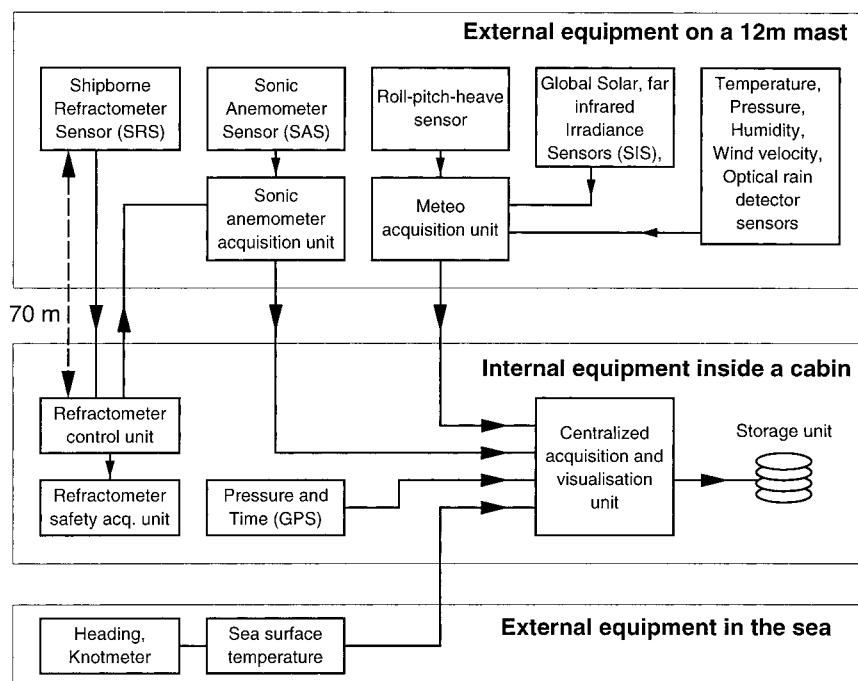 External equipment on a 12m mast
Shipborne
Refractometer
Sensor (SRS)
Sonic
Anemometer
Sensor (SAS)
Roll-pitch-heave
sensor
Global Solar, far
infrared
Irradiance
Sensors (SIS),
Temperature,
Pressure,
Humidity,
Wind velocity,
Optical rain
detector
sensors
Sonic
anemometer
acquisition unit
Meteo
acquisition unit
70 m
Internal equipment inside a cabin
Refractometer
control unit
Refractometer
safety acq. unit
Pressure and
Time (GPS)
Centralized
acquisition and
visualisation
unit
Storage unit
External equipment in the sea
Heading,
Knotmeter
Sea surface
temperature